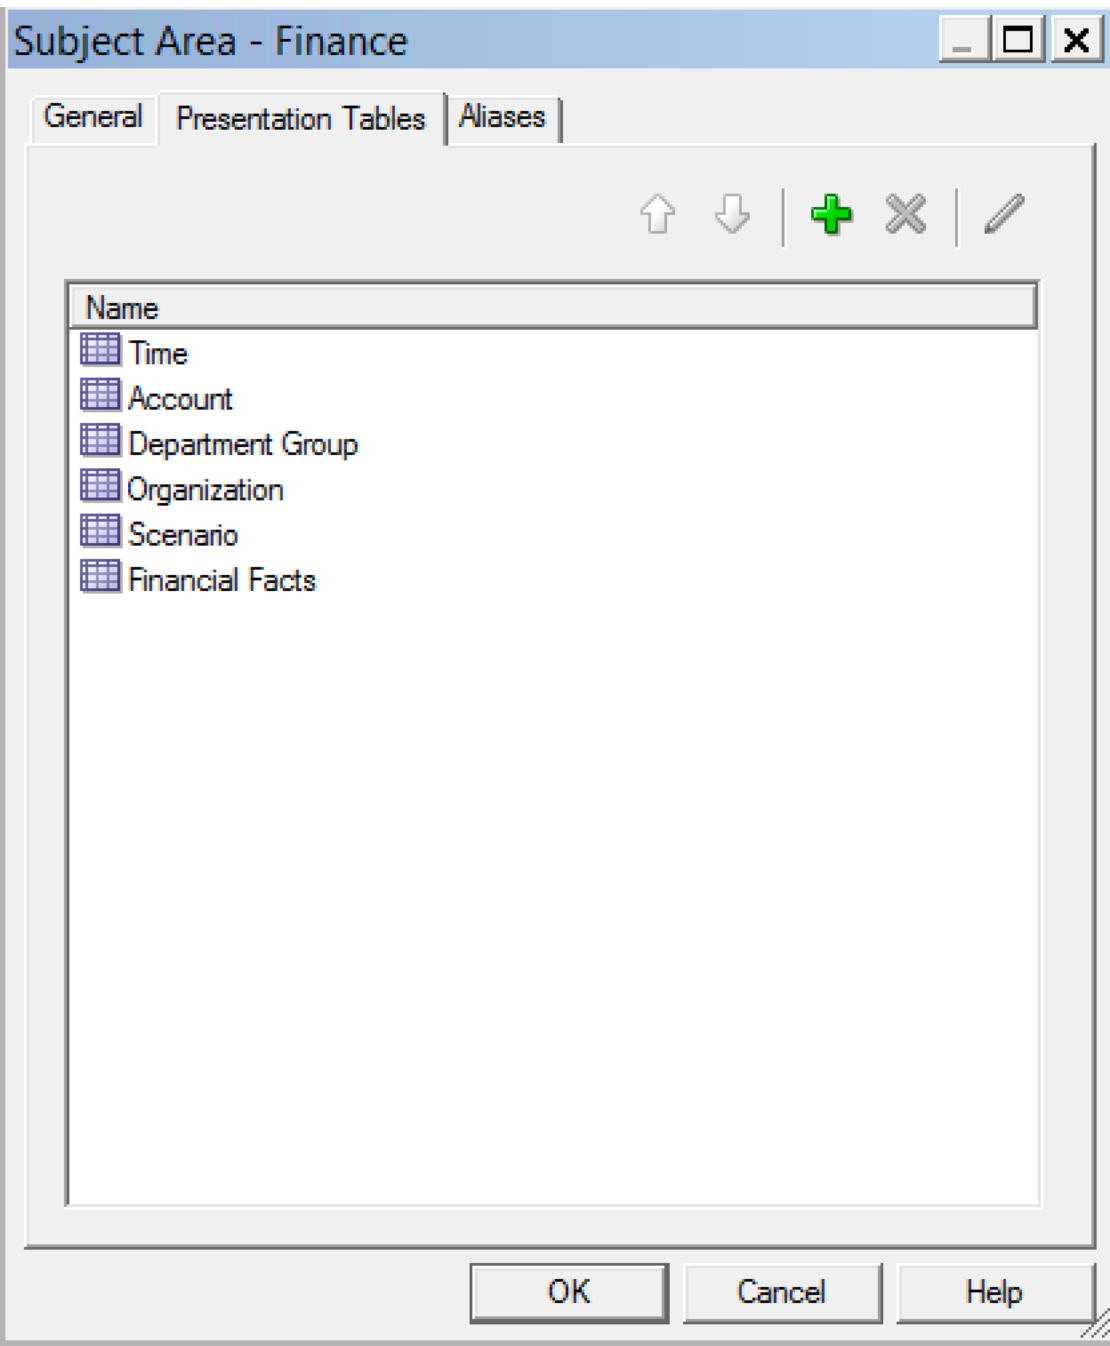 Subject Area - Finance
General Presentation Tables Aliases
Name
Time
Account
Department Group
Organization
Scenario
Financial Facts
OK Cancel Help